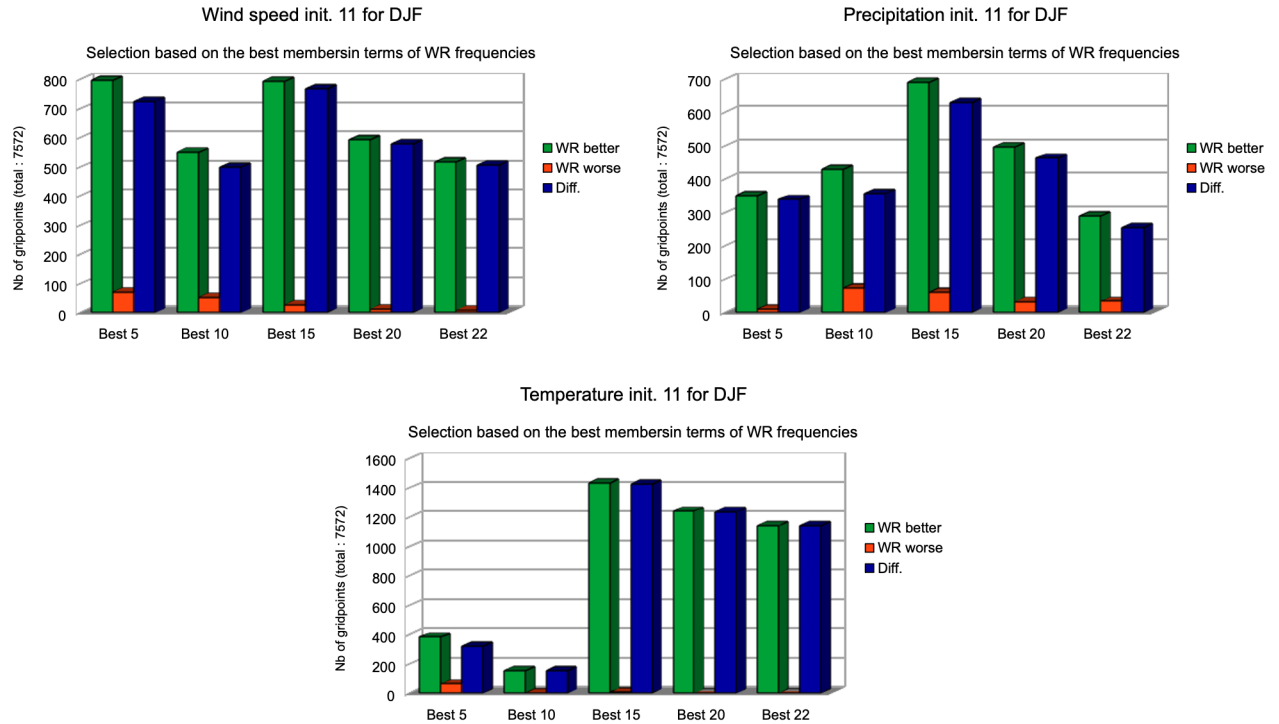 Wind speed init. 11 for DJF
Selection based on the best membersin terms of WR frequencies
Nb of grippoints (total : 7572)
800
700
600
500
400
300
200
100
0
Best 5 Best 10 Best 15 Best 20 Best 22
WR better
WR worse
Diff.
Precipitation init. 11 for DJF
Selection based on the best membersin terms of WR frequencies
Nb of gridpoints (total : 7572)
700
600
500
400
300
200
100
0
Best 5 Best 10 Best 15 Best 20 Best 22
WR better
WR worse
Diff.
Temperature init. 11 for DJF
Selection based on the best membersin terms of WR frequencies
Nb of gridpoints (total : 7572)
1600
1400
1200
1000
800
600
400
200
0
Best 5 Best 10 Best 15 Best 20 Best 22
WR better
WR worse
Diff.